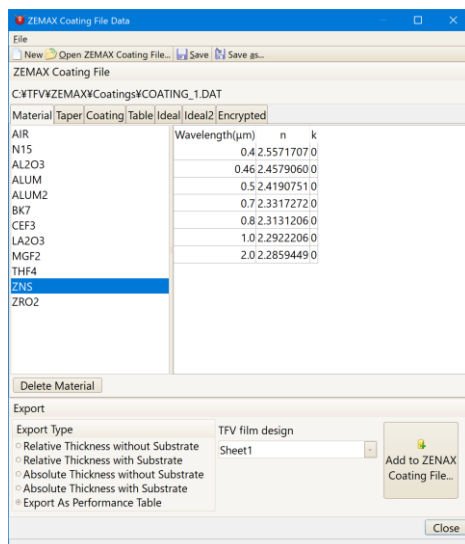 ZEMAX Coating File Data
File
New Open ZEMAX Coating File... Save Save as...
ZEMAX Coating File
C:¥TFV¥ZEMAX¥Coatings¥COATING_1.DAT
Material Taper Coating Table Ideal Ideal2 Encrypted
AIR
N15
AL2O3
ALUM
ALUM2
BK7
CEF3
LA2O3
MGF2
THF4
ZNS
ZRO2
Wavelength(μm) n k
0.4 2.5571707 0
0.46 2.4579060 0
0.5 2.4190751 0
0.7 2.3317272 0
0.8 2.3131206 0
1.0 2.2922206 0
2.0 2.2859449 0
Delete Material
Export
Export Type
Relative Thickness without Substrate
Relative Thickness with Substrate
Absolute Thickness without Substrate
Absolute Thickness with Substrate
Export As Performance Table
TFV film design
Sheet1
Add to ZENAX
Coating File...
Close